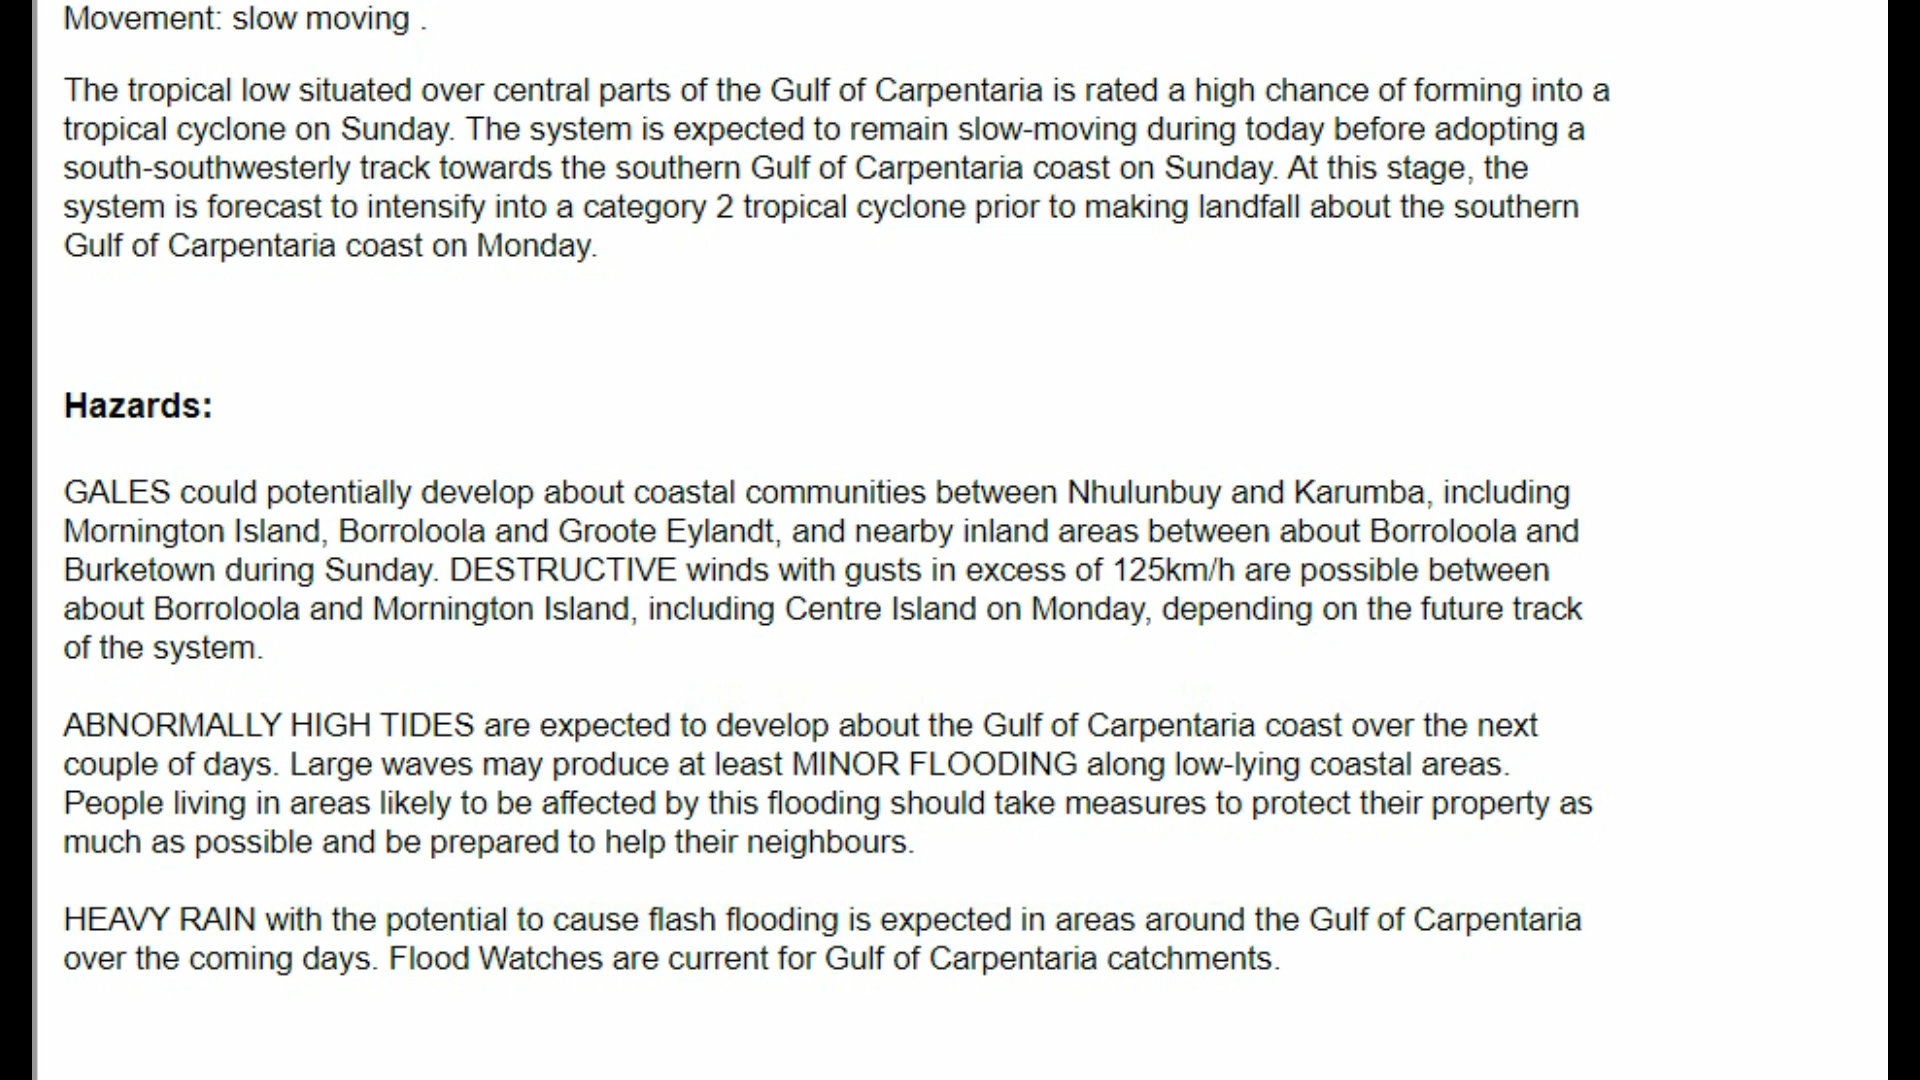 Movement: slow moving .
The tropical low situated over central parts of the Gulf of Carpentaria is rated a high chance of forming into a
tropical cyclone on Sunday. The system is expected to remain slow-moving during today before adopting a
south-southwesterly track towards the southern Gulf of Carpentaria coast on Sunday. At this stage, the
system is forecast to intensify into a category 2 tropical cyclone prior to making landfall about the southern
Gulf of Carpentaria coast on Monday.
Hazards:
GALES could potentially develop about coastal communities between Nhulunbuy and Karumba, including
Mornington Island, Borroloola and Groote Eylandt, and nearby inland areas between about Borroloola and
Burketown during Sunday. DESTRUCTIVE winds with gusts in excess of 125km/h are possible between
about Borroloola and Mornington Island, including Centre Island on Monday, depending on the future track
of the system.
ABNORMALLY HIGH TIDES are expected to develop about the Gulf of Carpentaria coast over the next
couple of days. Large waves may produce at least MINOR FLOODING along low-lying coastal areas.
People living in areas likely to be affected by this flooding should take measures to protect their property as
much as possible and be prepared to help their neighbours.
HEAVY RAIN with the potential to cause flash flooding is expected in areas around the Gulf of Carpentaria
over the coming days. Flood Watches are current for Gulf of Carpentaria catchments.